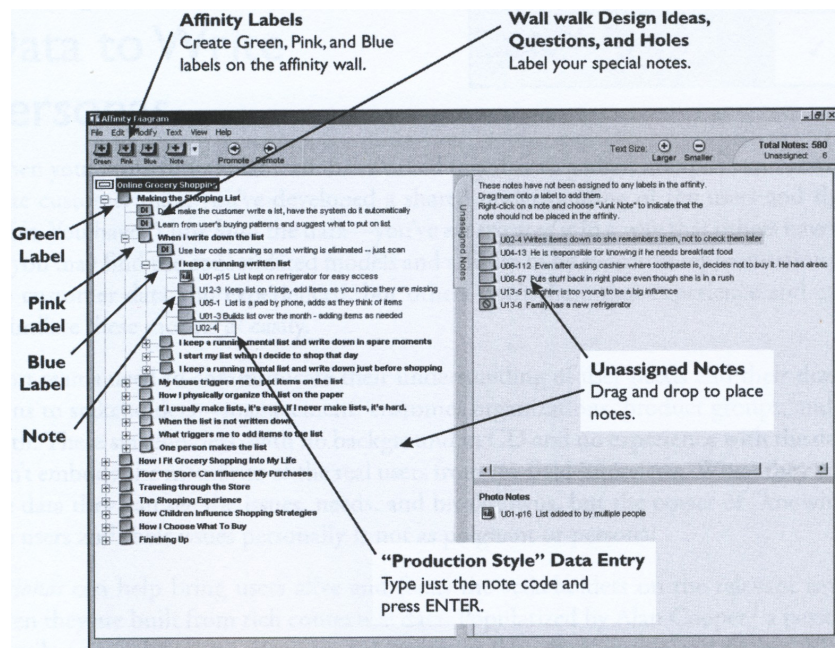 Affinity Labels
Create Green, Pink, and Blue
labels on the affinity wall.
Wall walk Design Ideas,
Questions, and Holes
Label your special notes.
Affinity Diagram
File Edit Modify Text View Help
Green Pink Blue Note
Promote Demote
Text Size: Larger Smaller
Total Notes: 580
Unassigned: 6
Online Grocery Shopping
Making the Shopping List
DI make the customer write a list, have the system do it automatically
DI Learn from user's buying patterns, and suggest what to put on it
When I write down the list
DI Use bar code scanning so most writing is eliminated -- just scan
I keep a running written list
U01-p15 List kept on refrigerator for easy access
U12-3 Keep list on fridge, add items as you notice they are missing
U05-1 List is a pad by phone, adds as they think of items
U01-3 Builds list over the month - adding items as needed
U02-4
I keep a running mental list and write down in spare moments
I start my list when I decide to shop that day
I keep a running mental list and write down just before shopping
My house triggers me to put items on the list
How I physically organize the list on the paper
If I usually make lists, it's easy. If I never make lists, it's hard.
When the list is not written down
What triggers me to add item to the list
One person makes the list
How I Fit Grocery Shopping Into My Life
How the Store Can Influence My Purchases
Traveling through the Store
The Shopping Experience
How Children Influence Shopping Strategies
How I Choose What To Buy
Finishing Up
Green
Label
Pink
Label
Blue
Label
Note
Unassigned Notes
These notes have not been assigned to any labels in the affinity.
Drag them onto a label to add them.
Right-click on a note and choose "Junk Note" to indicate that the
note should not be placed in the affinity.
U02-4 Writes items down so she remembers them, not to check them later
U04-13 He is responsible for knowing if he needs breakfast food
U06-112 Even after asking cashier where toothpaste is, decides not to buy it. He had
U08-57 Puts stuff back in right place even though she is in a rush
U13-5 Daughter is too young to be a big influence
U13-6 Family has a new refrigerator
Unassigned Notes
Drag and drop to place
notes.
Photo Notes
U01-p16 List added to by multiple people
"Production Style" Data Entry
Type just the note code and
press ENTER.